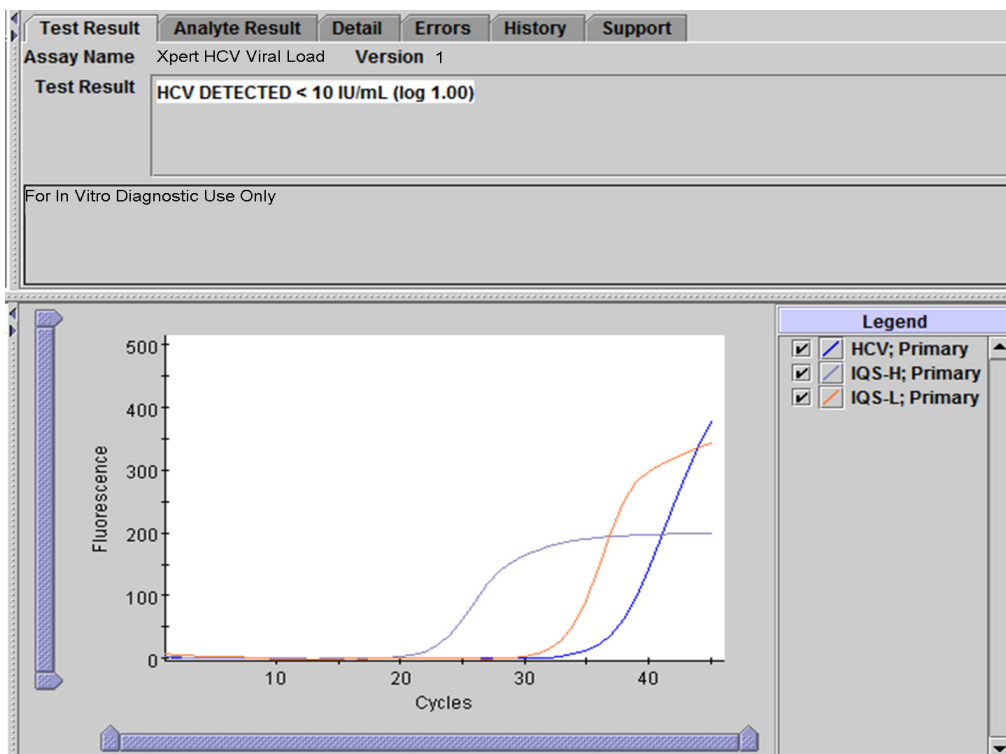 Test Result Analyte Result Detail Errors History Support
Assay Name Xpert HCV Viral Load Version 1
Test Result HCV DETECTED < 10 IU/mL (log 1.00)
For In Vitro Diagnostic Use Only
Legend
HCV; Primary
IQS-H; Primary
IQS-L; Primary
500
400
300
200
100
0
Fluorescence
10 20 30 40
Cycles